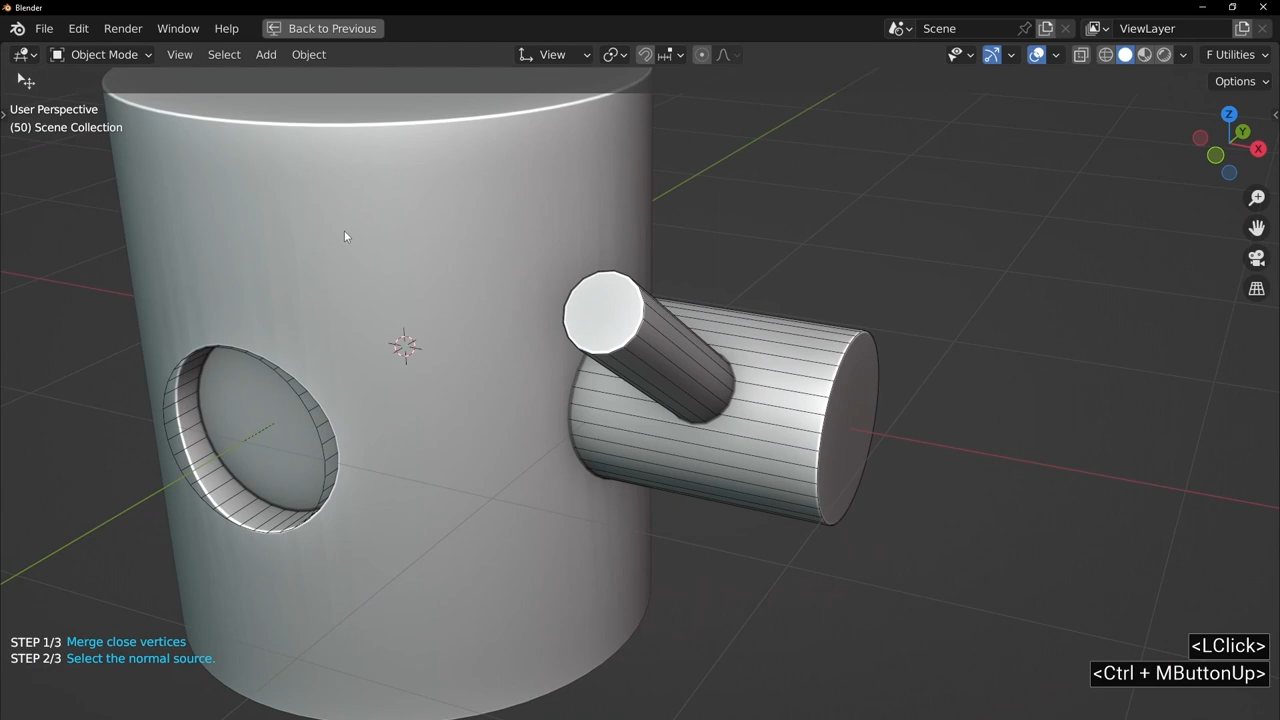 Blender
File Edit Render Window Help Back to Previous Scene ViewLayer
Object Mode View Select Add Object View F Utilities
Options
User Perspective
(50) Scene Collection
Z
Y
X
STEP 1/3 Merge close vertices
STEP 2/3 Select the normal source.
<LClick>
<Ctrl + MButtonUp>